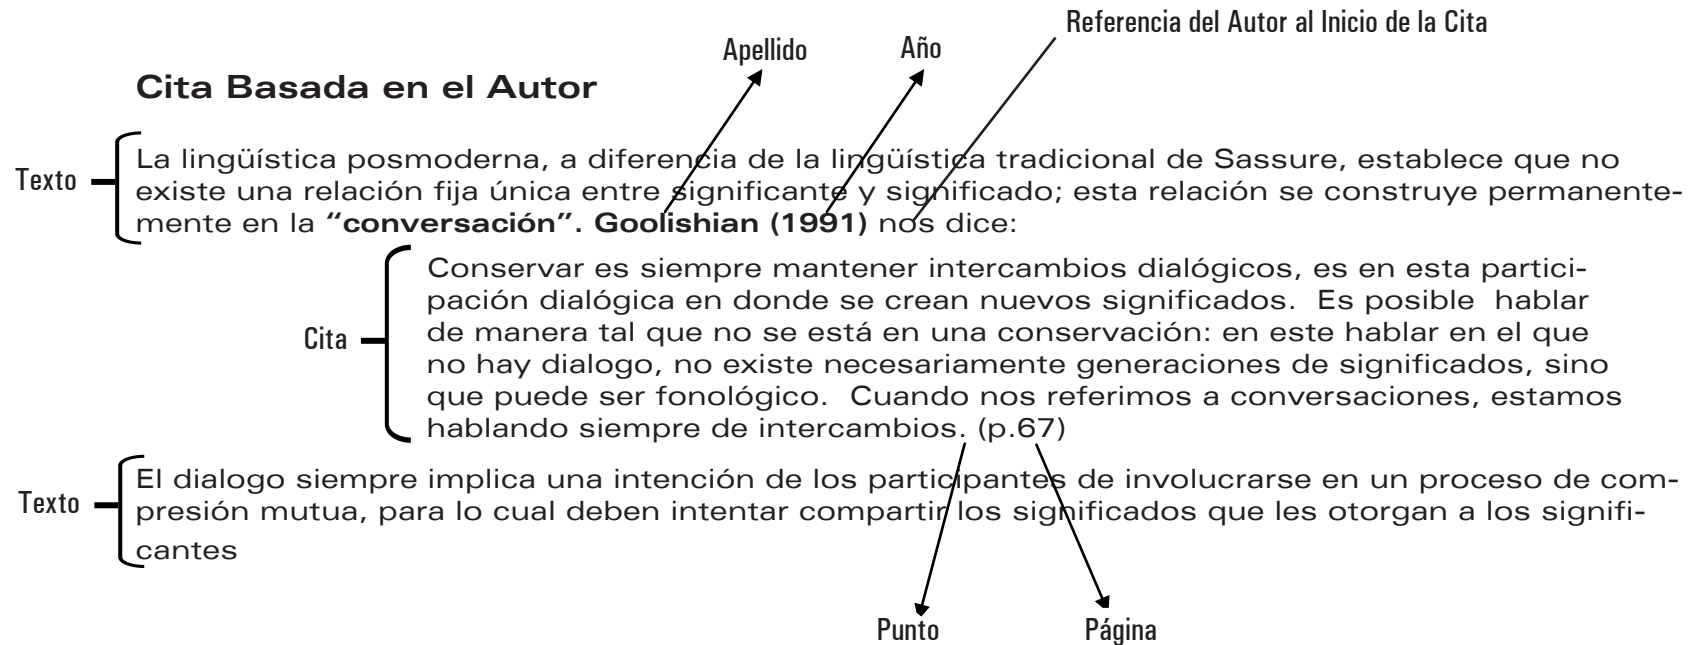 Referencia del Autor al Inicio de la Cita
Apellido
Año
Cita Basada en el Autor
Texto
La lingüística posmoderna, a diferencia de la lingüística tradicional de Sassure, establece que no
existe una relación fija única entre significante y significado; esta relación se construye permanente-
mente en la “conversación”. Goolishian (1991) nos dice:
Cita
Conservar es siempre mantener intercambios dialógicos, es en esta partici-
pación dialógica en donde se crean nuevos significados. Es posible hablar
de manera tal que no se está en una conservación: en este hablar en el que
no hay dialogo, no existe necesariamente generaciones de significados, sino
que puede ser fonológico. Cuando nos referimos a conversaciones, estamos
hablando siempre de intercambios. (p.67)
Texto
El dialogo siempre implica una intención de los participantes de involucrarse en un proceso de com-
presión mutua, para lo cual deben intentar compartir los significados que les otorgan a los signifi-
cantes
Punto
Página